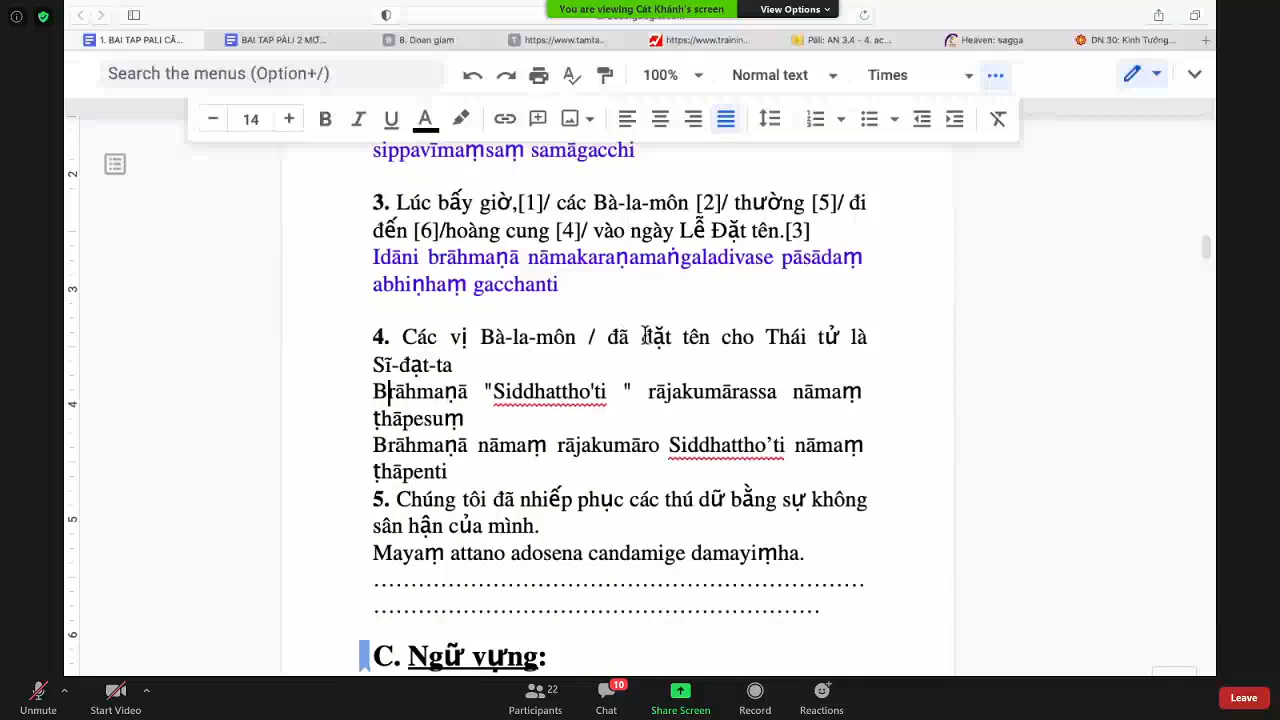 You are viewing Cát Khánh's screen
View Options
1. BAI TAP PALI CĂ...
BAI TAP PÀLI 2 MƠ...
8. Doan giam
https://www.tamta...
https://www.trainin...
Pāli: AN 3.4 - 4. ac...
Heaven: sagga
DN 30: Kinh Tướng...
Search the menus (Option+/)
100%
Normal text
Times
14
sippavīmaṃsaṃ samāgacchi
3. Lúc bấy giờ,[1]/ các Bà-la-môn [2]/ thường [5]/ đi
đến [6]/hoàng cung [4]/ vào ngày Lễ Đặt tên.[3]
Idāni brāhmaṇā nāmakaraṇamaṅgaladivase pāsādaṃ
abhiṇhaṃ gacchanti
4. Các vị Bà-la-môn / đã đặt tên cho Thái tử là
Sĩ-đạt-ta
Brāhmaṇā "Siddhattho'ti " rājakumārassa nāmaṃ
ṭhāpesuṃ
Brāhmaṇā nāmaṃ rājakumāro Siddhattho’ti nāmaṃ
ṭhāpenti
5. Chúng tôi đã nhiếp phục các thú dữ bằng sự không
sân hận của mình.
Mayaṃ attano adosena candamige damayiṃha.
C. Ngữ vựng:
Unmute
Start Video
Participants
22
Chat
10
Share Screen
Record
Reactions
Leave